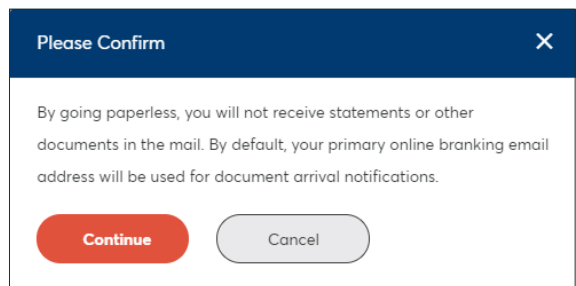 Please Confirm
By going paperless, you will not receive statements or other
documents in the mail. By default, your primary online branking email
address will be used for document arrival notifications.
Continue
Cancel